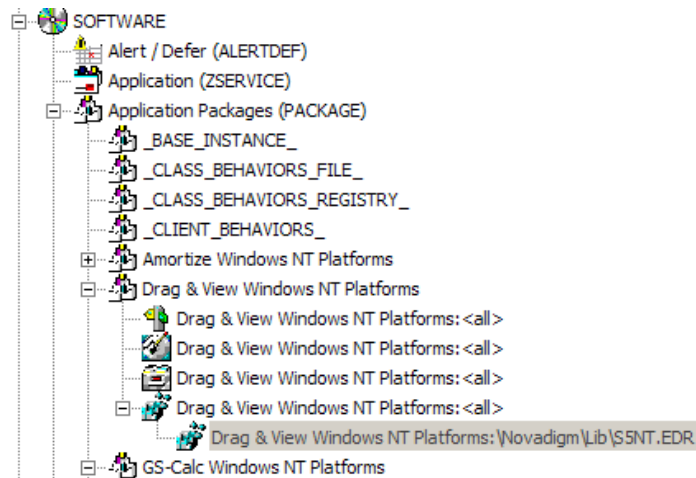 SOFTWARE
Alert / Defer (ALERTDEF)
Application (ZSERVICE)
Application Packages (PACKAGE)
_BASE_INSTANCE_
_CLASS_BEHAVIORS_FILE_
_CLASS_BEHAVIORS_REGISTRY_
_CLIENT_BEHAVIORS_
Amortize Windows NT Platforms
Drag & View Windows NT Platforms
Drag & View Windows NT Platforms:<all>
Drag & View Windows NT Platforms:<all>
Drag & View Windows NT Platforms:<all>
Drag & View Windows NT Platforms:<all>
Drag & View Windows NT Platforms:\Novadigm\Lib\S5NT.EDR
GS-Calc Windows NT Platforms